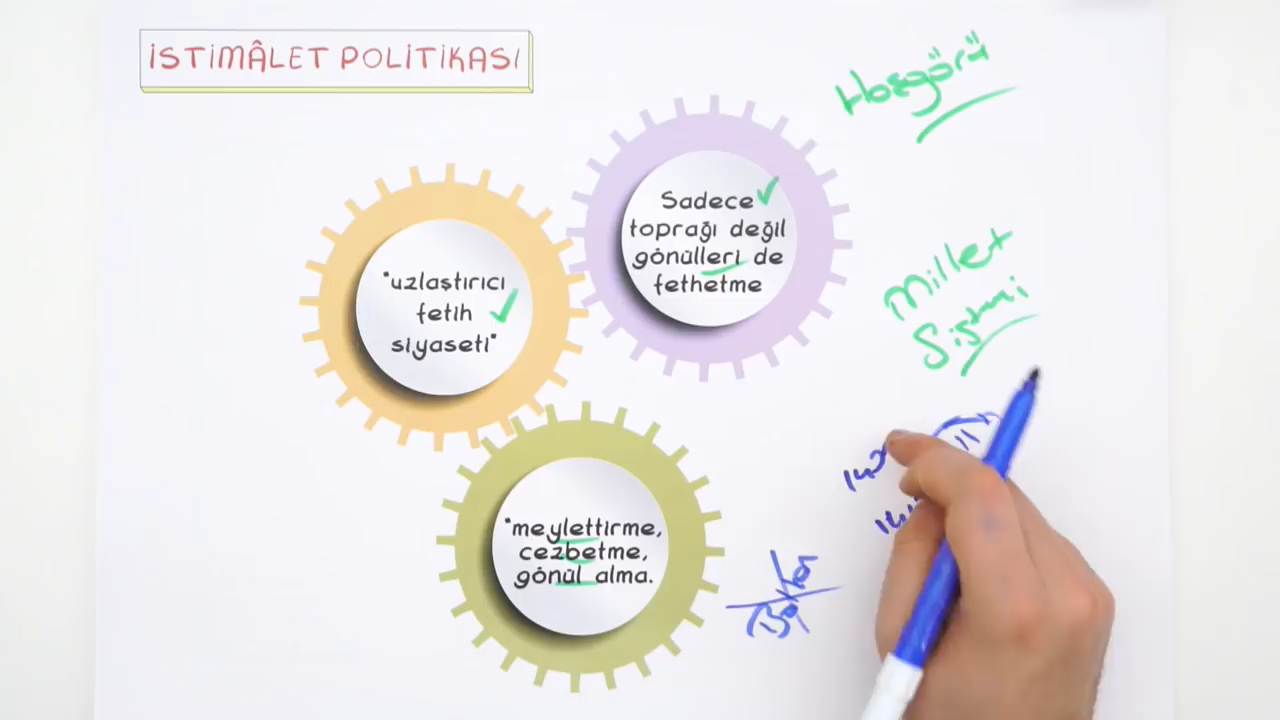 İSTİMÂLET POLİTİKASI
Hoşgörü
Sadece
toprağı değil
gönülleri de
fethetme
"uzlaştırıcı
fetih
siyaseti"
Millet
Sistemi
"meylettirme,
cezbetme,
gönül alma.